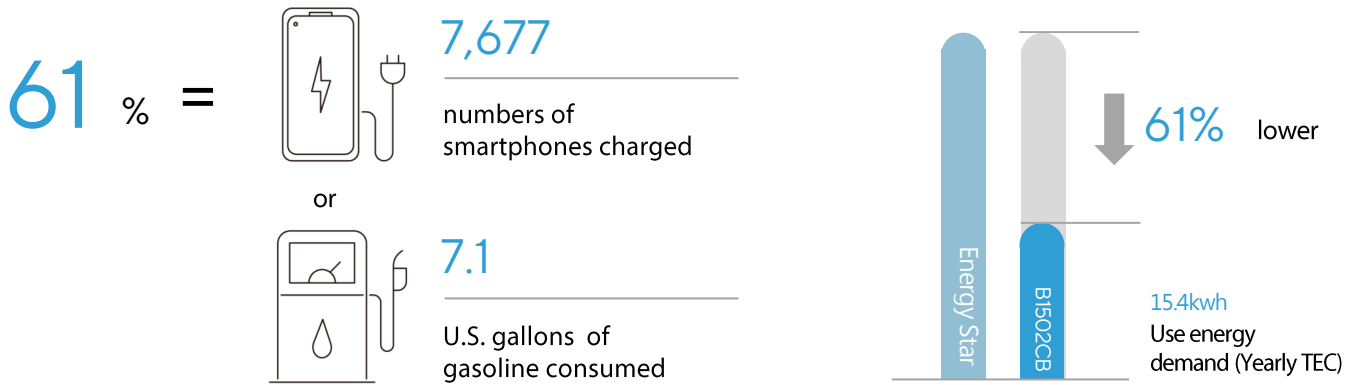 61 % =
7,677
numbers of
smartphones charged
or
7.1
U.S. gallons of
gasoline consumed
Energy Star
B1502CB
61% lower
15.4kwh
Use energy
demand (Yearly TEC)